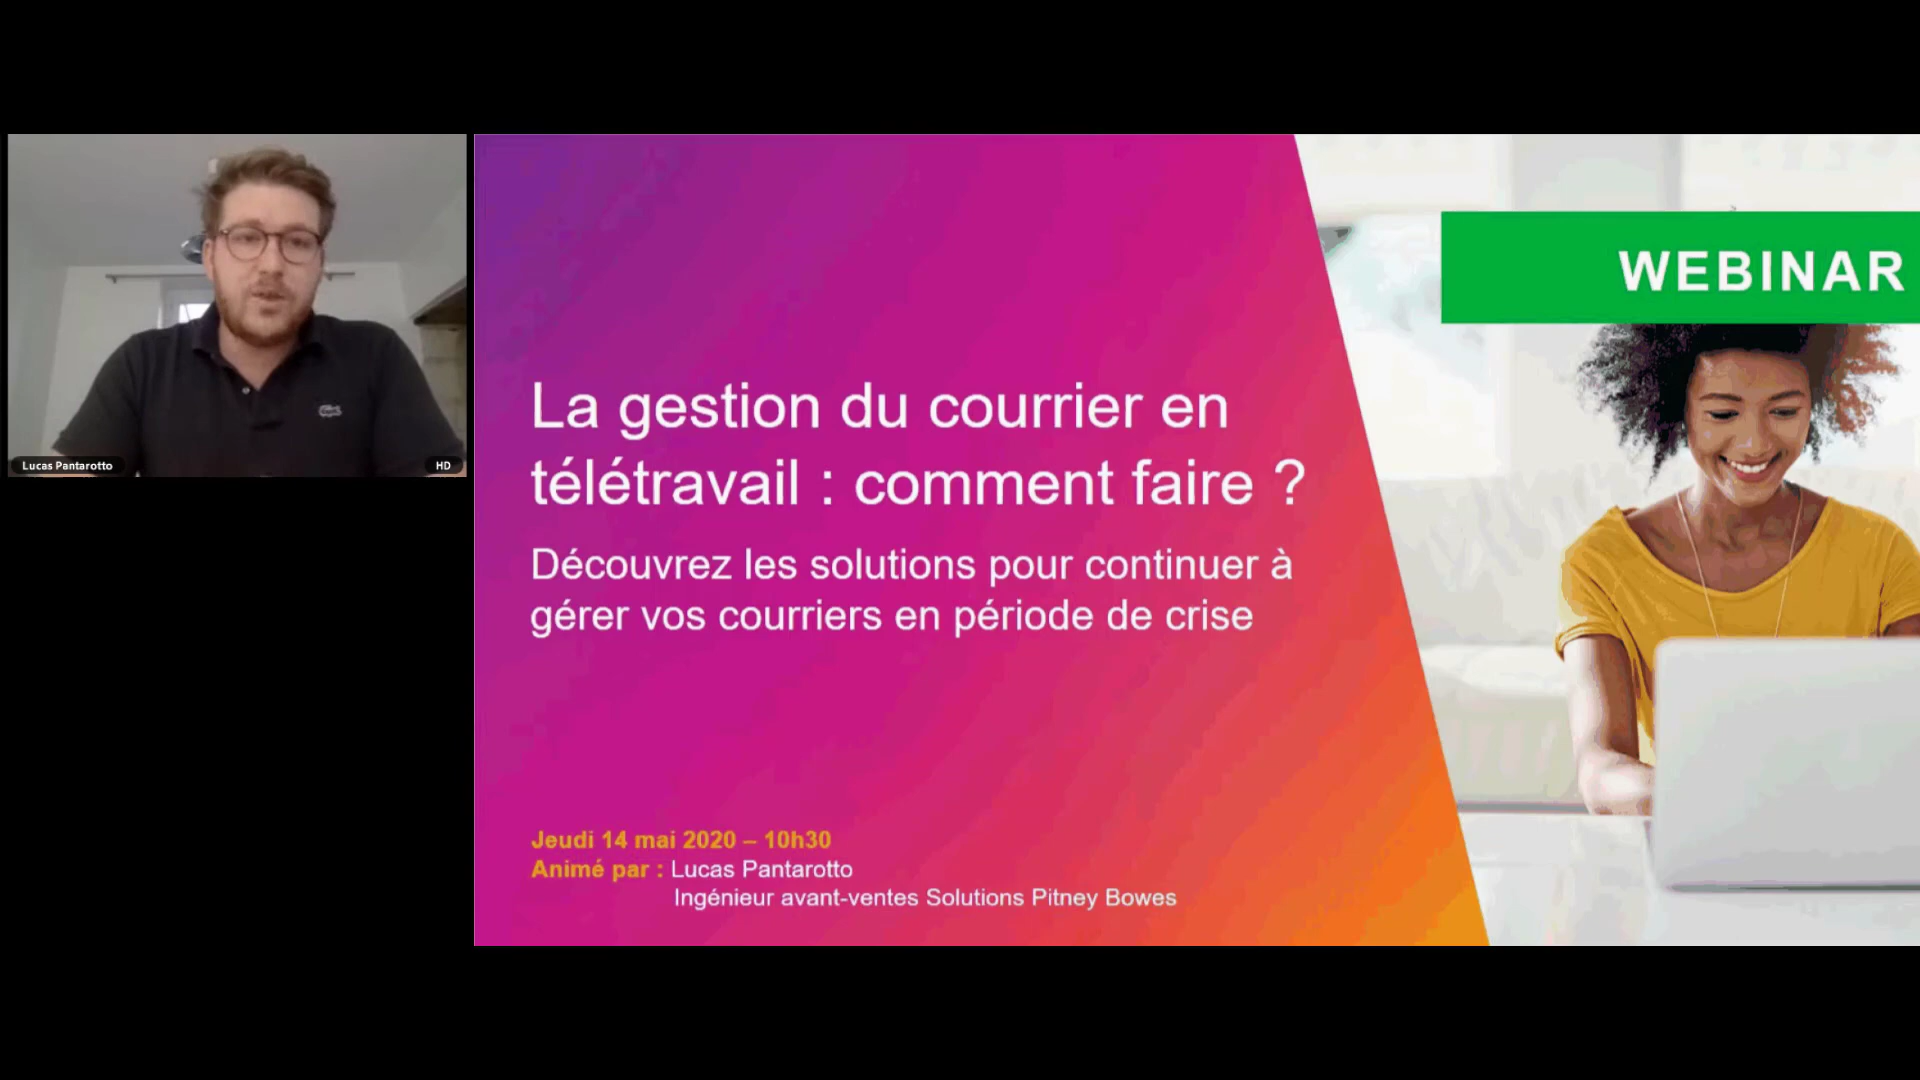 Lucas Pantarotto
HD
WEBINAR
La gestion du courrier en
télétravail : comment faire ?
Découvrez les solutions pour continuer à
gérer vos courriers en période de crise
Jeudi 14 mai 2020 – 10h30
Animé par : Lucas Pantarotto
Ingénieur avant-ventes Solutions Pitney Bowes